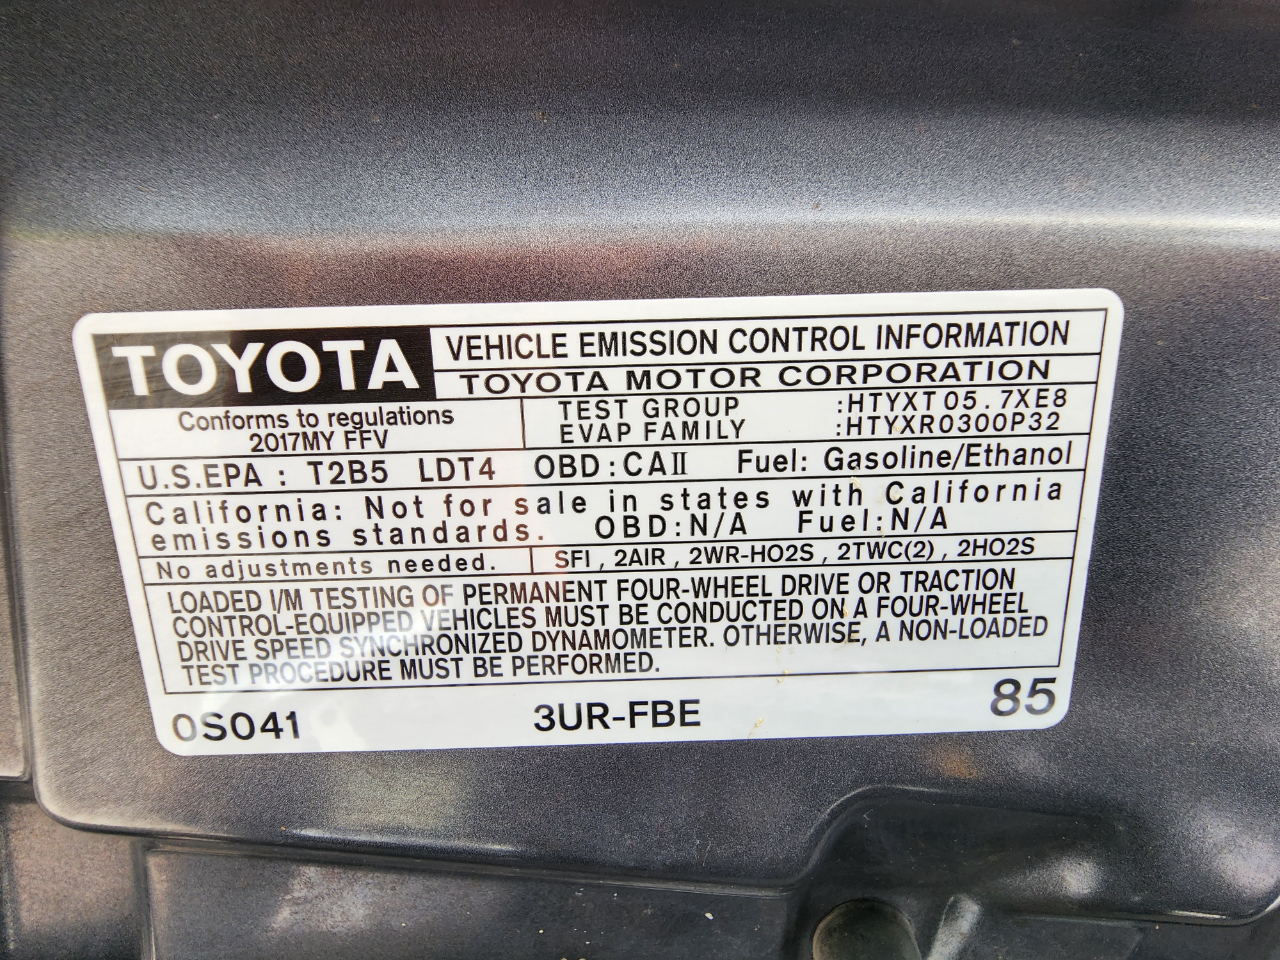 TOYOTA
VEHICLE EMISSION CONTROL INFORMATION
TOYOTA MOTOR CORPORATION
Conforms to regulations
2017MY FFV
TEST GROUP :HTYXT05.7XE8
EVAP FAMILY :HTYXR0300P32
U.S.EPA : T2B5 LDT4 OBD:CAII Fuel: Gasoline/Ethanol
California: Not for sale in states with California
emissions standards. OBD:N/A Fuel:N/A
No adjustments needed. SFI , 2AIR , 2WR-HO2S , 2TWC(2) , 2HO2S
LOADED I/M TESTING OF PERMANENT FOUR-WHEEL DRIVE OR TRACTION
CONTROL-EQUIPPED VEHICLES MUST BE CONDUCTED ON A FOUR-WHEEL
DRIVE SPEED SYNCHRONIZED DYNAMOMETER. OTHERWISE, A NON-LOADED
TEST PROCEDURE MUST BE PERFORMED.
0S041 3UR-FBE 85